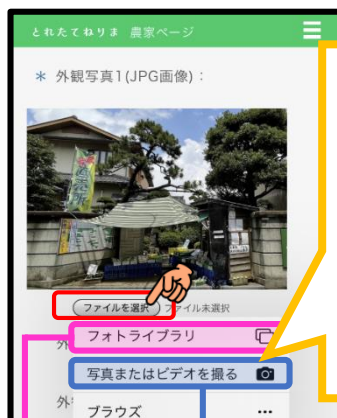 とれたてねりま 農家ページ
* 外観写真1(JPG画像):
ファイルを選択 ファイル未選択
フォトライブラリ
外
写真またはビデオを撮る
外
ブラウズ